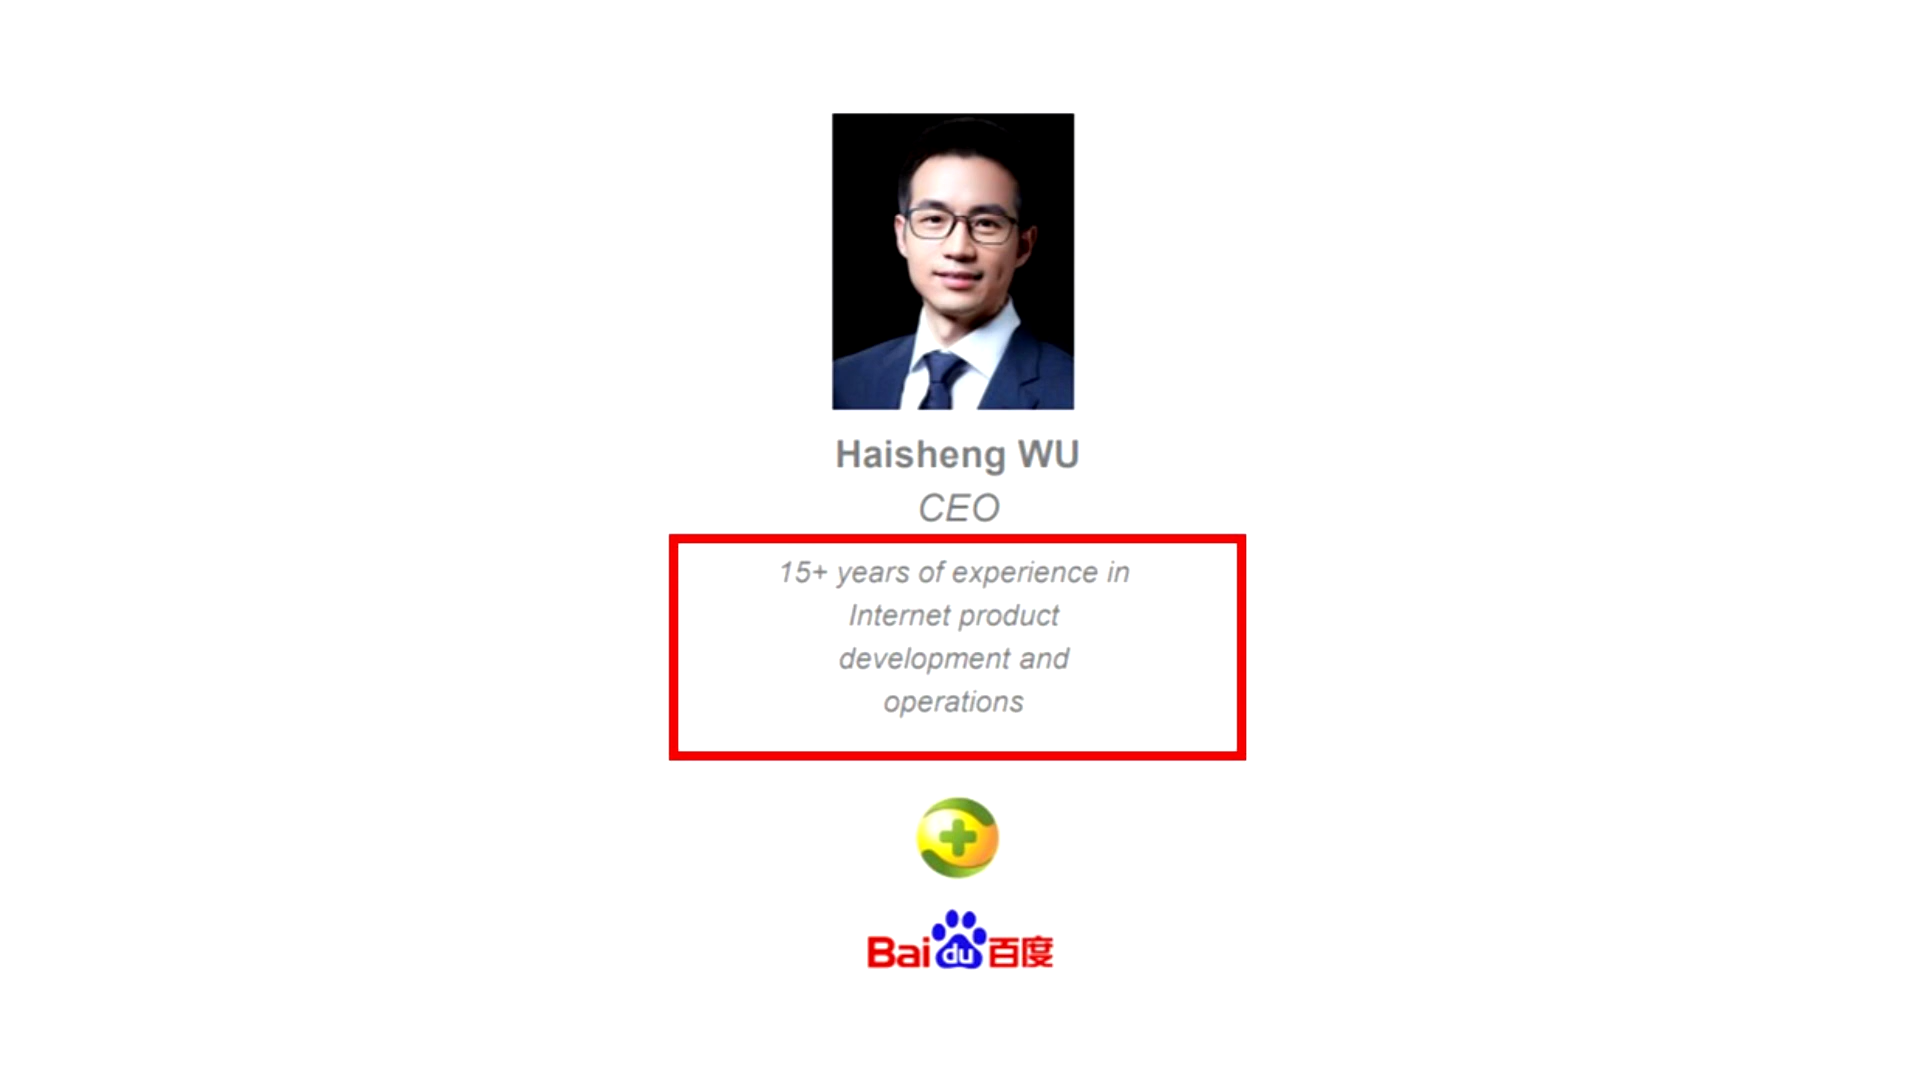 Haisheng WU
CEO
15+ years of experience in
Internet product
development and
operations
Baidu百度